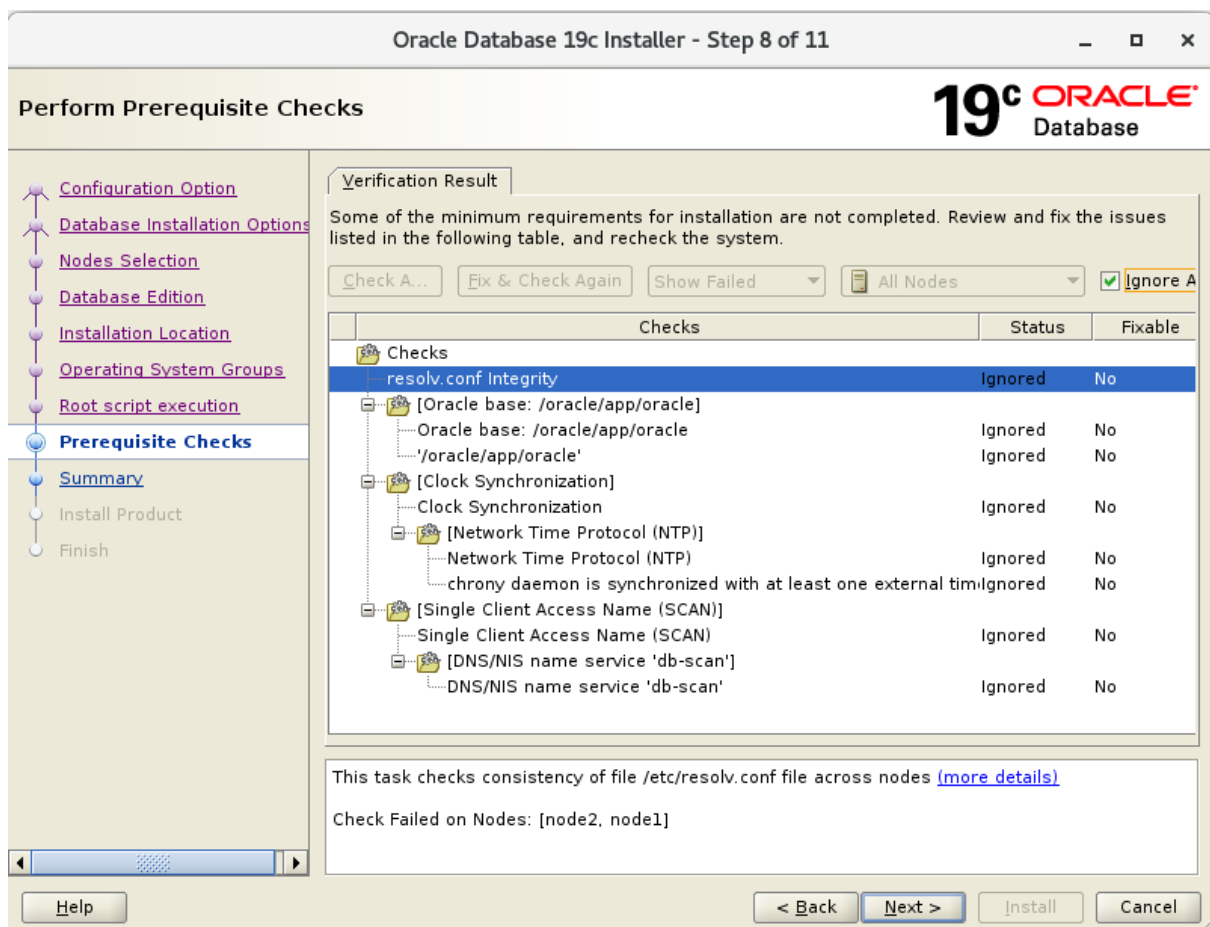 Oracle Database 19c Installer - Step 8 of 11
Perform Prerequisite Checks
19c ORACLE
Database
Configuration Option
Database Installation Options
Nodes Selection
Database Edition
Installation Location
Operating System Groups
Root script execution
Prerequisite Checks
Summary
Install Product
Finish
Verification Result
Some of the minimum requirements for installation are not completed. Review and fix the issues
listed in the following table, and recheck the system.
Check A... Fix & Check Again Show Failed All Nodes Ignore A
Checks Status Fixable
Checks
resolv.conf Integrity Ignored No
[Oracle base: /oracle/app/oracle]
Oracle base: /oracle/app/oracle Ignored No
'/oracle/app/oracle' Ignored No
[Clock Synchronization]
Clock Synchronization Ignored No
[Network Time Protocol (NTP)]
Network Time Protocol (NTP) Ignored No
chrony daemon is synchronized with at least one external tim Ignored No
[Single Client Access Name (SCAN)]
Single Client Access Name (SCAN) Ignored No
[DNS/NIS name service 'db-scan']
DNS/NIS name service 'db-scan' Ignored No
This task checks consistency of file /etc/resolv.conf file across nodes (more details)
Check Failed on Nodes: [node2, node1]
Help < Back Next > Install Cancel